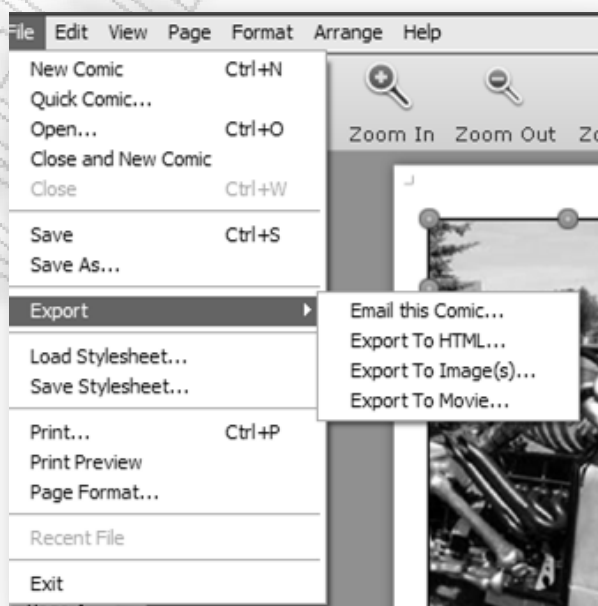 File Edit View Page Format Arrange Help
New Comic Ctrl+N
Quick Comic...
Open... Ctrl+O
Close and New Comic
Close Ctrl+W
Save Ctrl+S
Save As...
Export
Load Stylesheet...
Save Stylesheet...
Print... Ctrl+P
Print Preview
Page Format...
Recent File
Exit
Email this Comic...
Export To HTML...
Export To Image(s)...
Export To Movie...
Zoom In Zoom Out